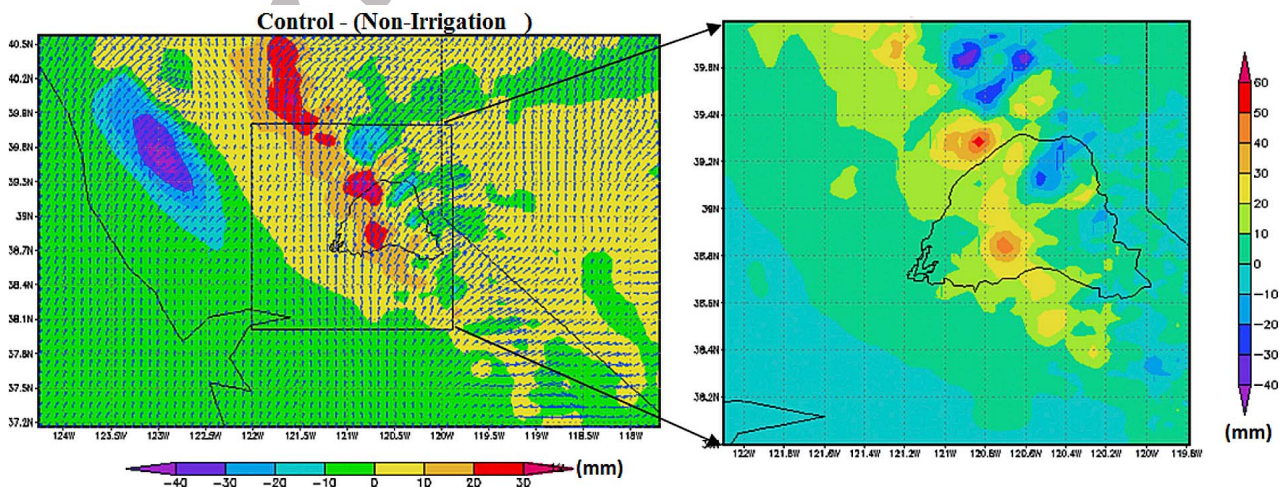 Control - (Non-Irrigation )
40.5N
40.2N
39.9N
39.6N
39.3N
39N
38.7N
38.4N
38.1N
37.8N
37.5N
37.2N
124W 123.5W 123W 122.5W 122W 121.5W 121W 120.5W 120W 119.5W 119W 118.5W 118W
−40 −30 −20 −10 0 10 20 30 (mm)
39.8N
39.6N
39.4N
39.2N
39N
38.8N
38.6N
38.4N
38.2N
122W 121.8W 121.6W 121.4W 121.2W 121W 120.8W 120.6W 120.4W 120.2W 120W 119.8W
60
50
40
30
20
10
0
−10
−20
−30
−40
(mm)